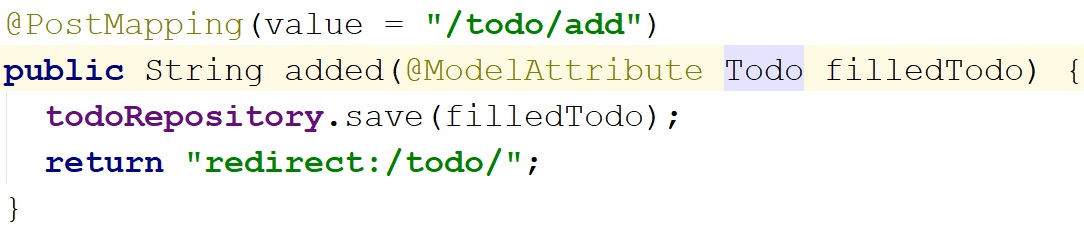 @PostMapping(value = "/todo/add")
public String added(@ModelAttribute Todo filledTodo) {
  todoRepository.save(filledTodo);
  return "redirect:/todo/";
}